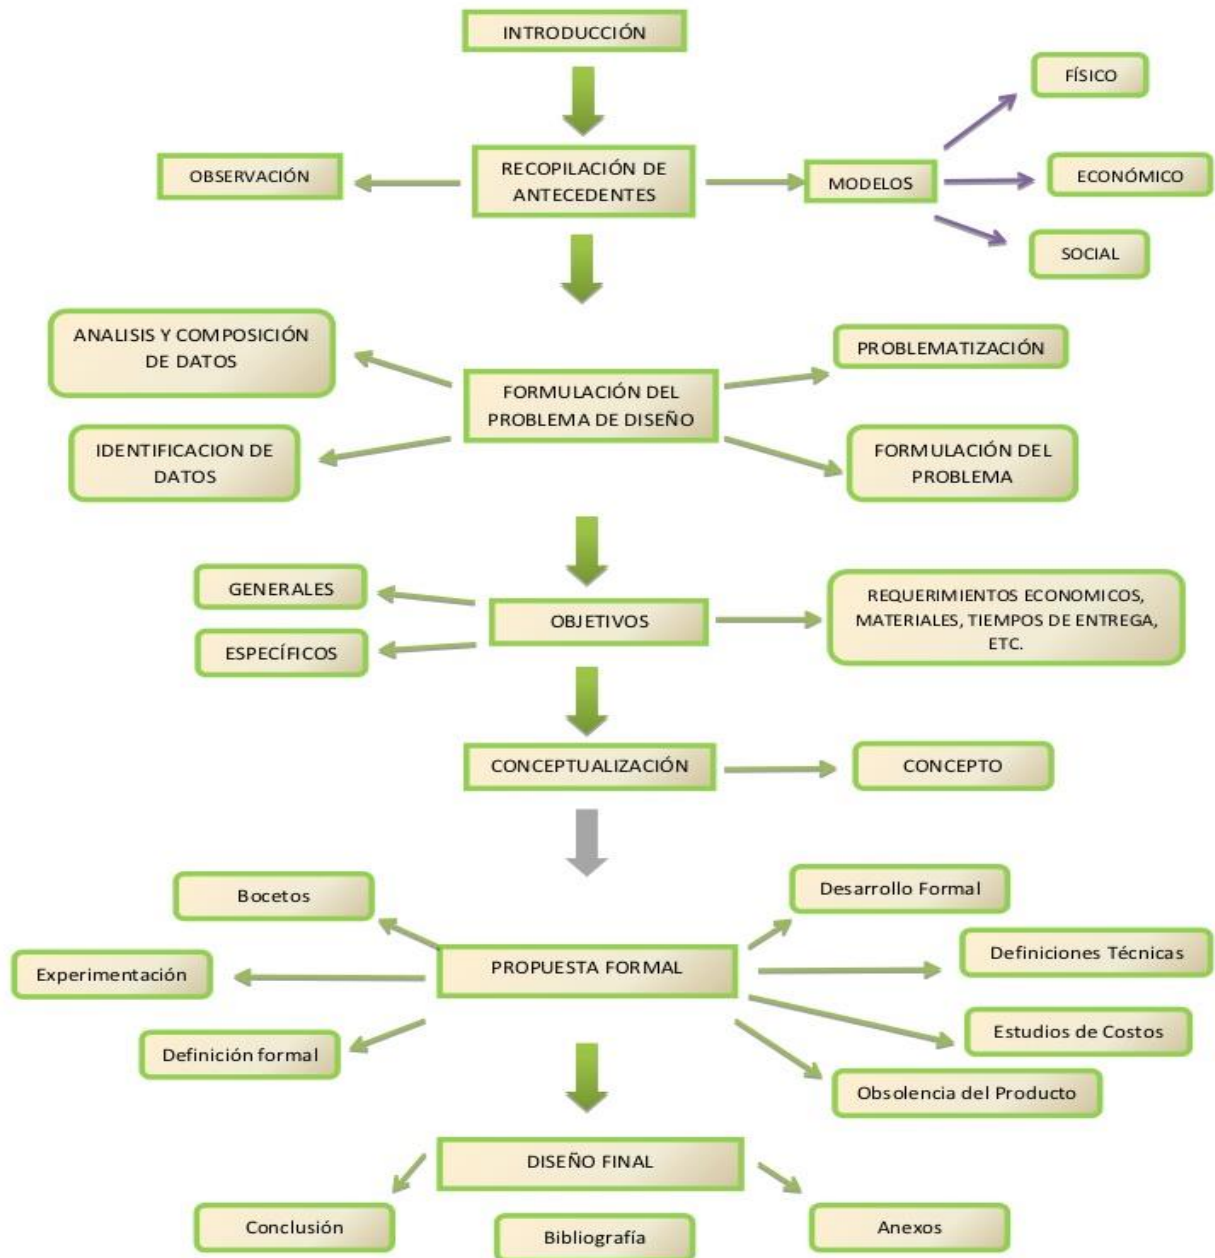 INTRODUCCIÓN
FÍSICO
OBSERVACIÓN
RECOPILACIÓN DE
ANTECEDENTES
MODELOS
ECONÓMICO
SOCIAL
ANALISIS Y COMPOSICIÓN
DE DATOS
PROBLEMATIZACIÓN
FORMULACIÓN DEL
PROBLEMA DE DISEÑO
IDENTIFICACION DE
DATOS
FORMULACIÓN DEL
PROBLEMA
GENERALES
ESPECÍFICOS
OBJETIVOS
REQUERIMIENTOS ECONOMICOS,
MATERIALES, TIEMPOS DE ENTREGA,
ETC.
CONCEPTUALIZACIÓN
CONCEPTO
Bocetos
Desarrollo Formal
Experimentación
PROPUESTA FORMAL
Definiciones Técnicas
Definición formal
Estudios de Costos
Obsolencia del Producto
DISEÑO FINAL
Conclusión
Bibliografía
Anexos